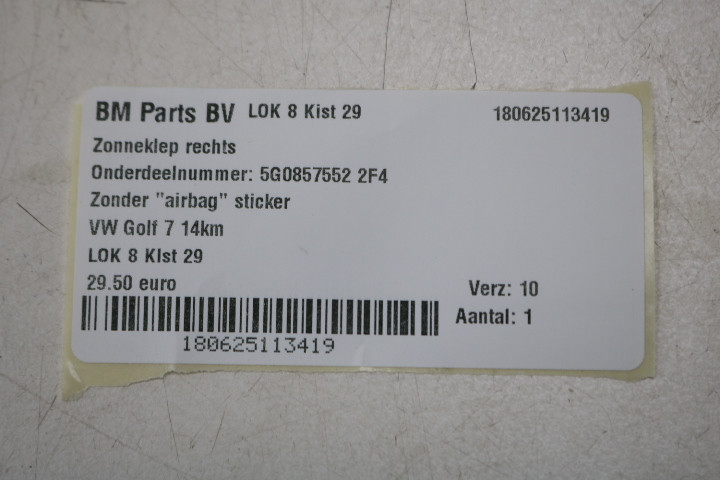 BM Parts BV LOK 8 Kist 29 180625113419
Zonneklep rechts
Onderdeelnummer: 5G0857552 2F4
Zonder "airbag" sticker
VW Golf 7 14km
LOK 8 Kist 29
29.50 euro
Verz: 10
Aantal: 1
180625113419